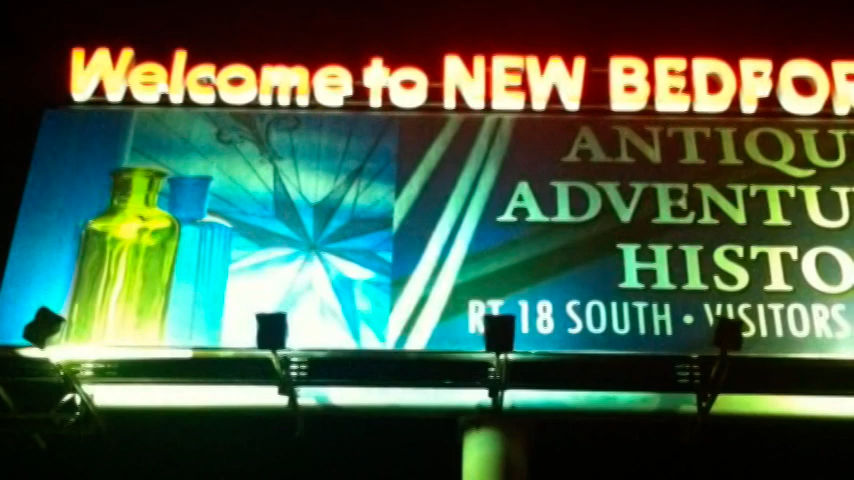 Welcome to NEW BEDFOR
ANTIQU
ADVENTU
HISTO
RT 18 SOUTH • VISITORS